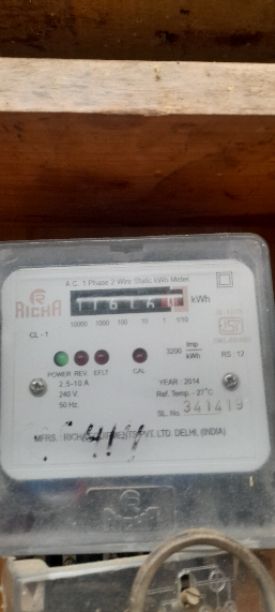 A.C. 1 Phase 2 Wire Static kWh Meter
RICHA
kWh
10000 1000 100 10 1 1/10
CL - 1
3200 Imp/kWh
RS : 12
POWER REV. E/FLT CAL
2.5-10 A
240 V.
50 Hz.
YEAR : 2014
Ref. Temp. - 27°C
SL. No. 341419
MFRS. : RICHA PVT. LTD. DELHI, (INDIA)